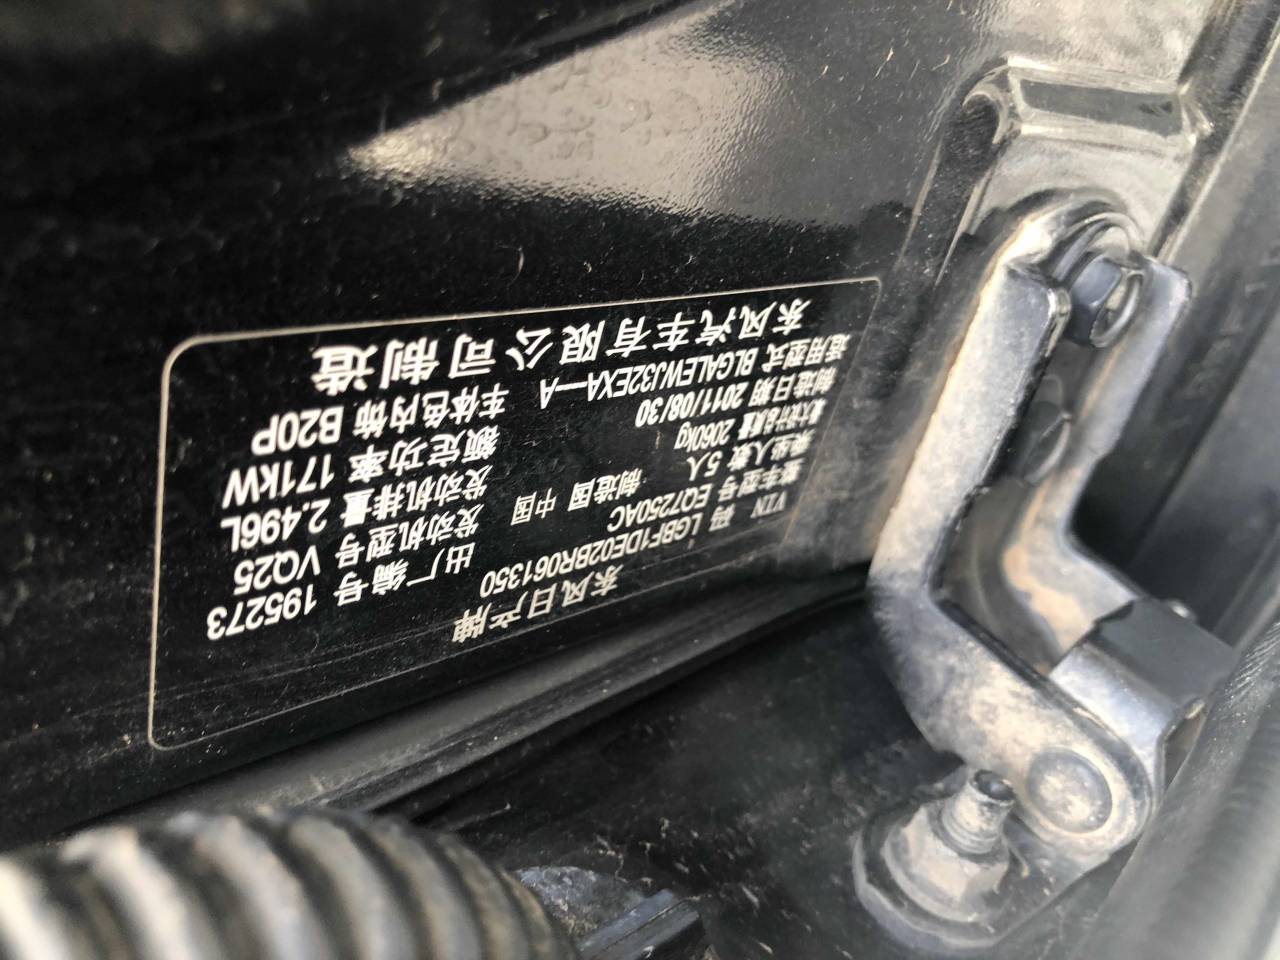 东风日产牌
VIN 码 LGBF1DE02BR061350
整车型号 EQ7250AC
乘坐人数 5人
最大设计总质量 2060kg
制造日期 2011/08/30
适用型式 BLGALEWJ32EXA—A
出厂编号 195273
发动机型号 VQ25
发动机排量 2.496L
额定功率 171kW
车体色内饰 B20P
制造国 中国
东风汽车有限公司制造